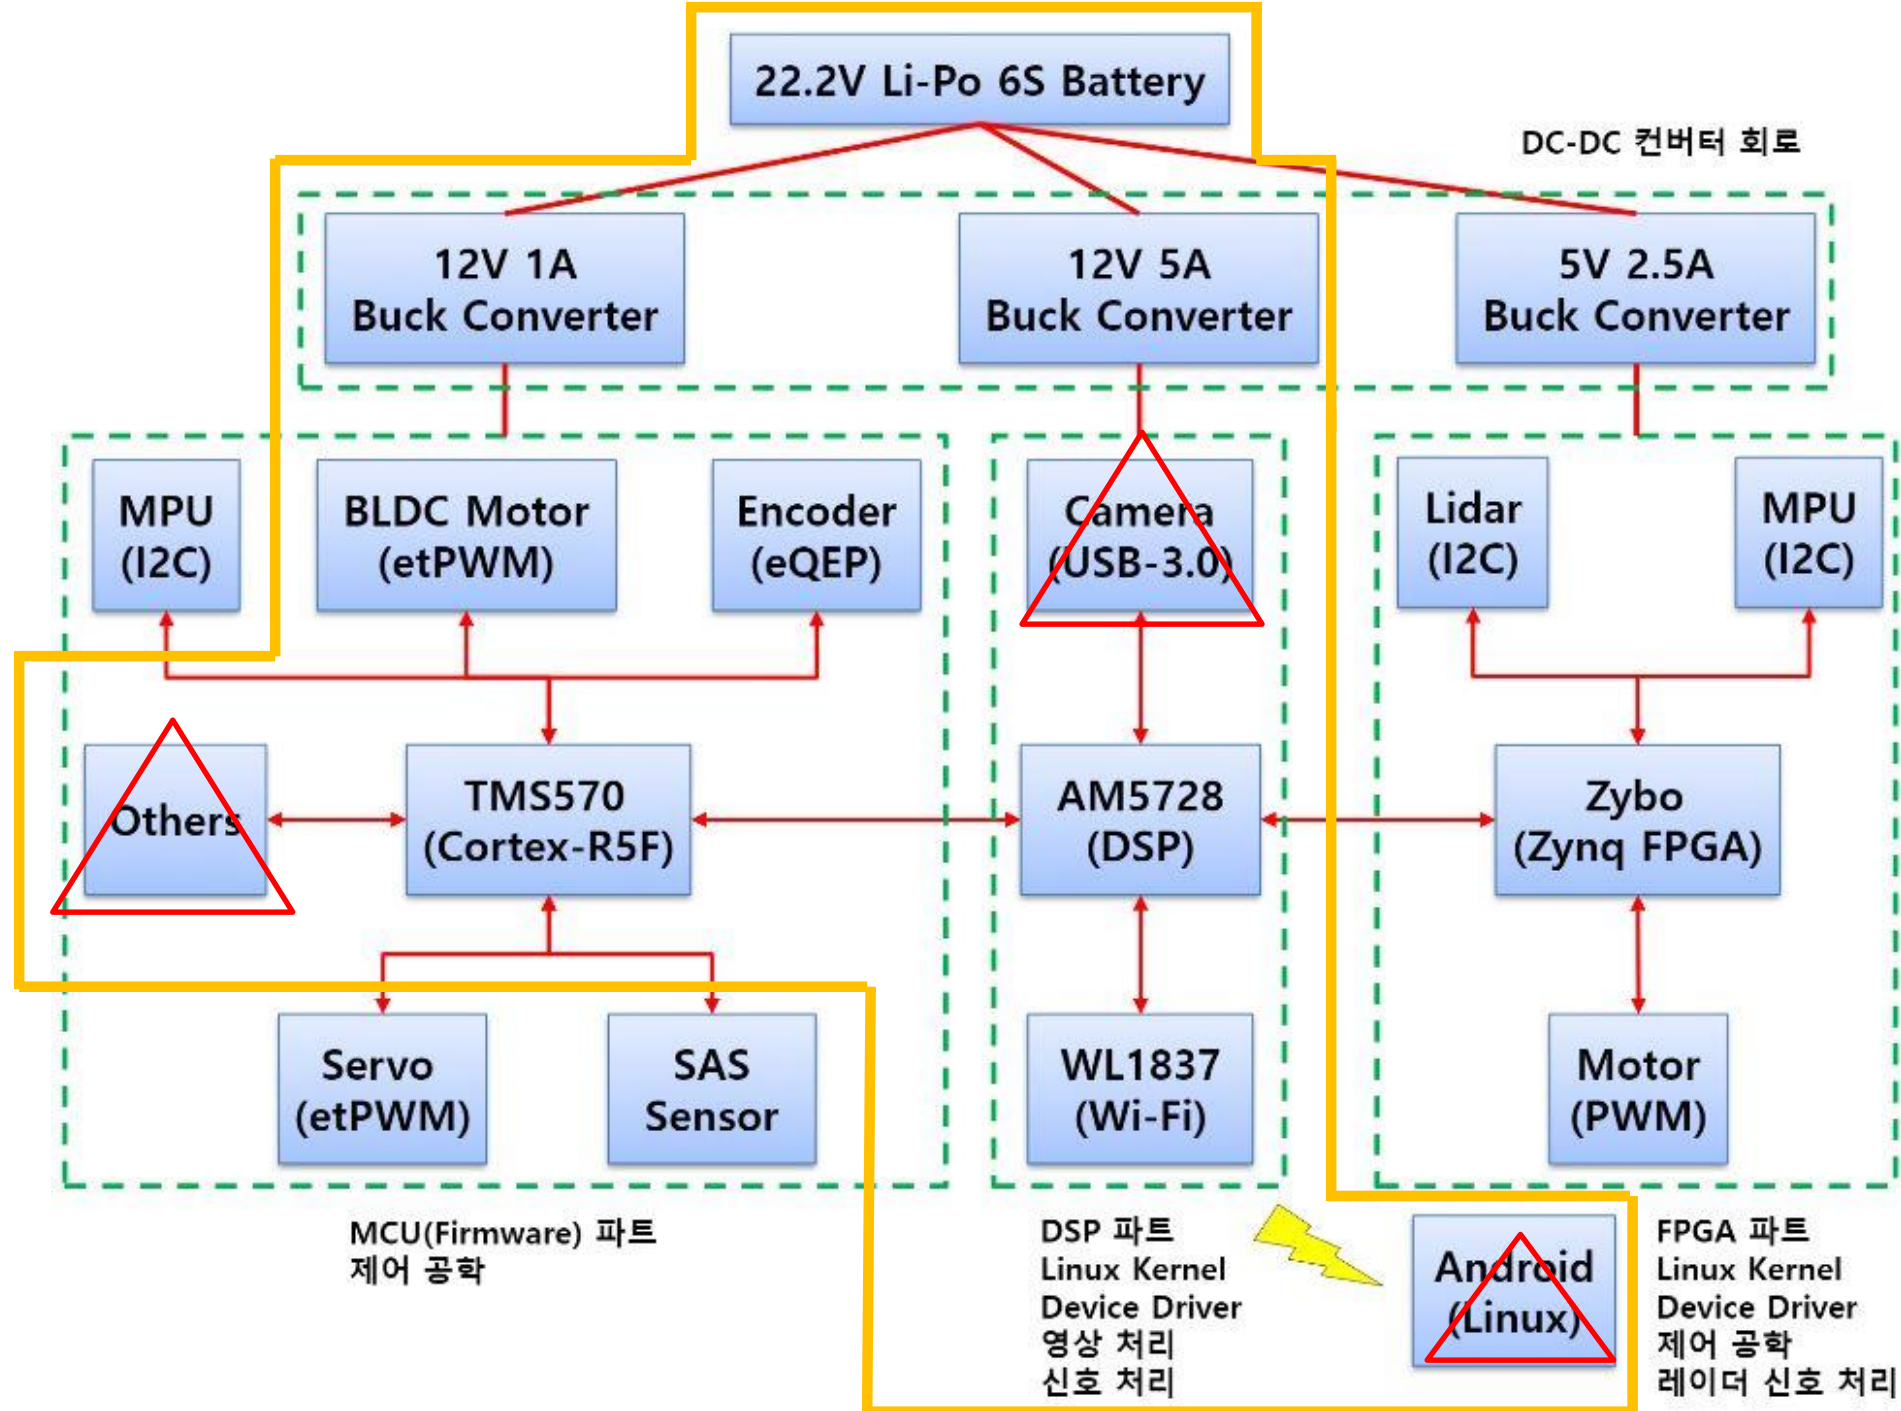 22.2V Li-Po 6S Battery
DC-DC 컨버터 회로
12V 1A
Buck Converter
12V 5A
Buck Converter
5V 2.5A
Buck Converter
MPU
(I2C)
BLDC Motor
(etPWM)
Encoder
(eQEP)
Camera
(USB-3.0)
Lidar
(I2C)
MPU
(I2C)
Others
TMS570
(Cortex-R5F)
AM5728
(DSP)
Zybo
(Zynq FPGA)
Servo
(etPWM)
SAS
Sensor
WL1837
(Wi-Fi)
Motor
(PWM)
MCU(Firmware) 파트
제어 공학
DSP 파트
Linux Kernel
Device Driver
영상 처리
신호 처리
Android
(Linux)
FPGA 파트
Linux Kernel
Device Driver
제어 공학
레이더 신호 처리